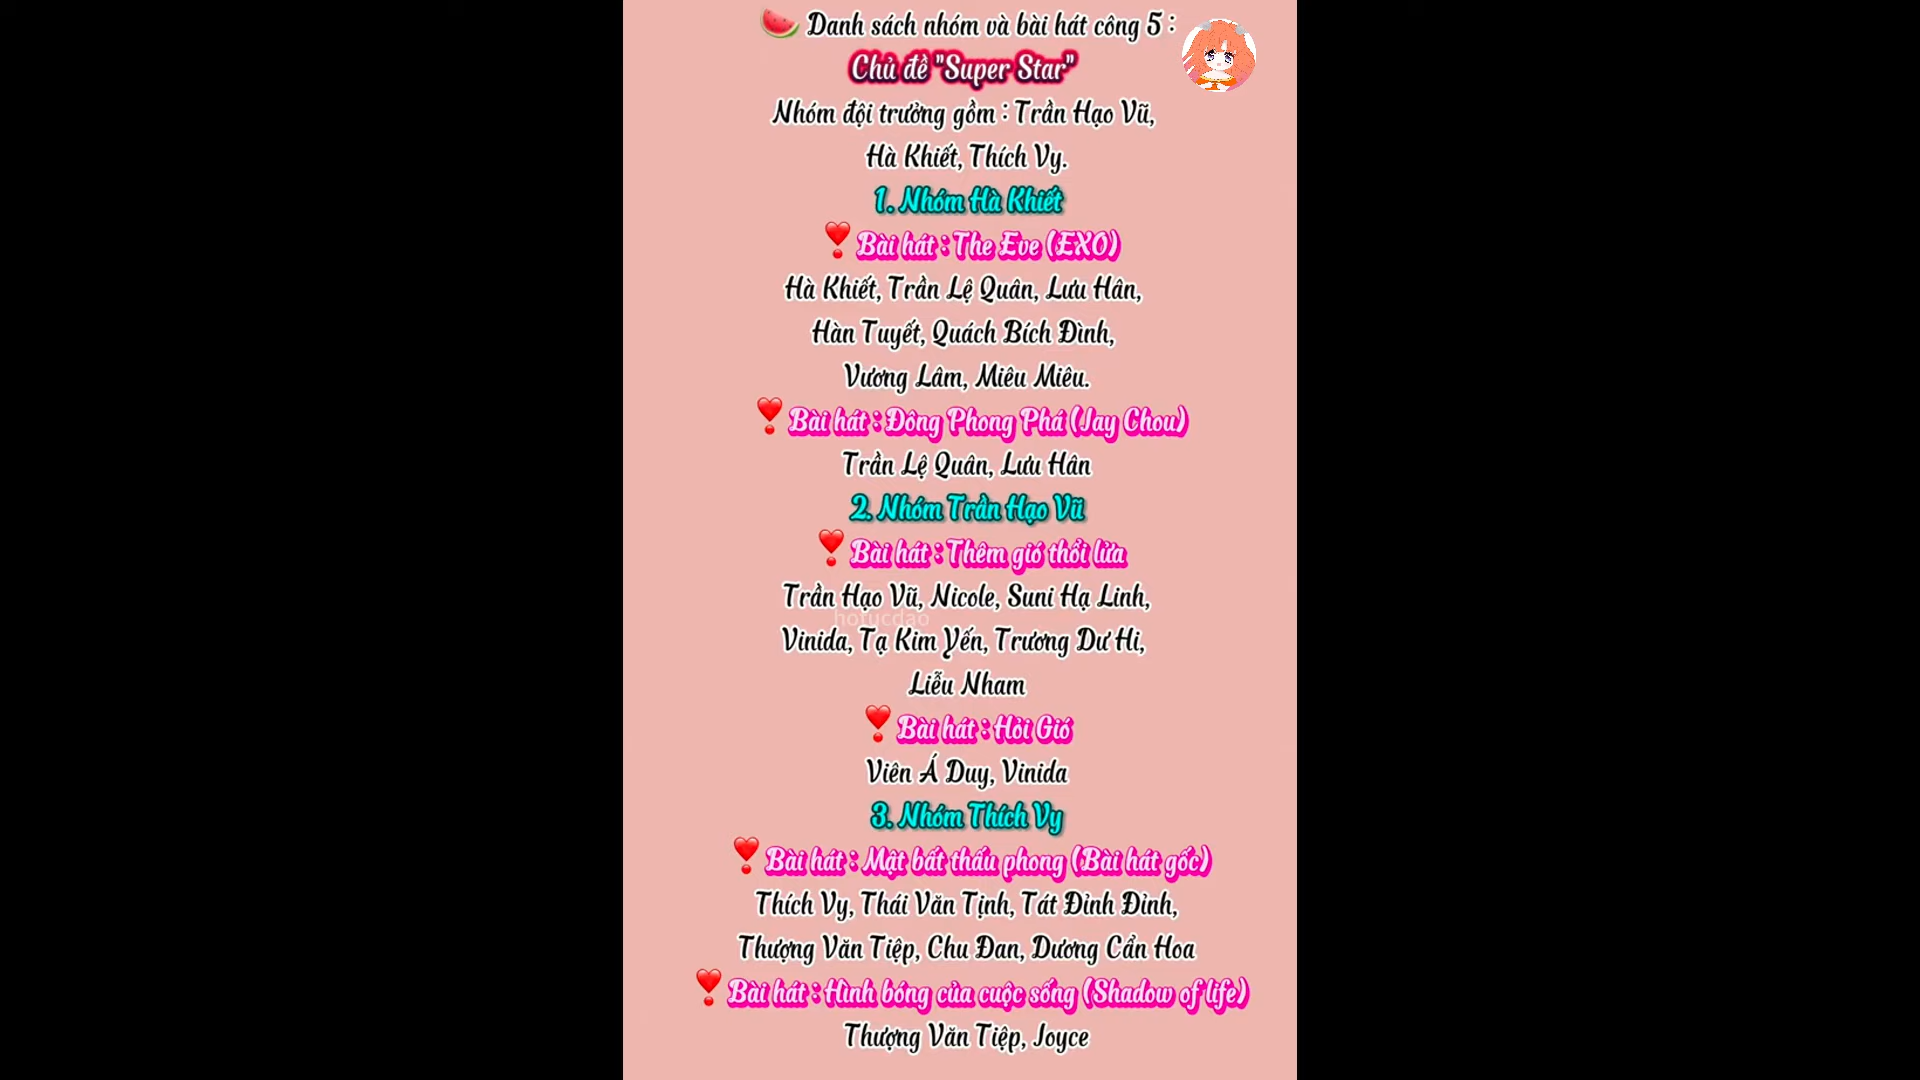 🍉 Danh sách nhóm và bài hát công 5 :
Chủ đề "Super Star"
Nhóm đội trưởng gồm : Trần Hạo Vũ,
Hà Khiết, Thích Vy.
1. Nhóm Hà Khiết
❣️Bài hát : The Eve (EXO)
Hà Khiết, Trần Lệ Quân, Lưu Hân,
Hàn Tuyết, Quách Bích Đình,
Vương Lâm, Miêu Miêu.
❣️Bài hát : Đông Phong Phá (Jay Chou)
Trần Lệ Quân, Lưu Hân
2. Nhóm Trần Hạo Vũ
❣️Bài hát : Thêm gió thổi lửa
Trần Hạo Vũ, Nicole, Suni Hạ Linh,
hotucdao
Vinida, Tạ Kim Yến, Trương Dư Hi,
Liễu Nham
❣️Bài hát : Hỏi Gió
Viên Á Duy, Vinida
3. Nhóm Thích Vy
❣️Bài hát : Mật bất thấu phong (Bài hát gốc)
Thích Vy, Thái Văn Tịnh, Tát Đỉnh Đỉnh,
Thượng Văn Tiệp, Chu Đan, Dương Cẩn Hoa
❣️Bài hát : Hình bóng của cuộc sống (Shadow of life)
Thượng Văn Tiệp, Joyce